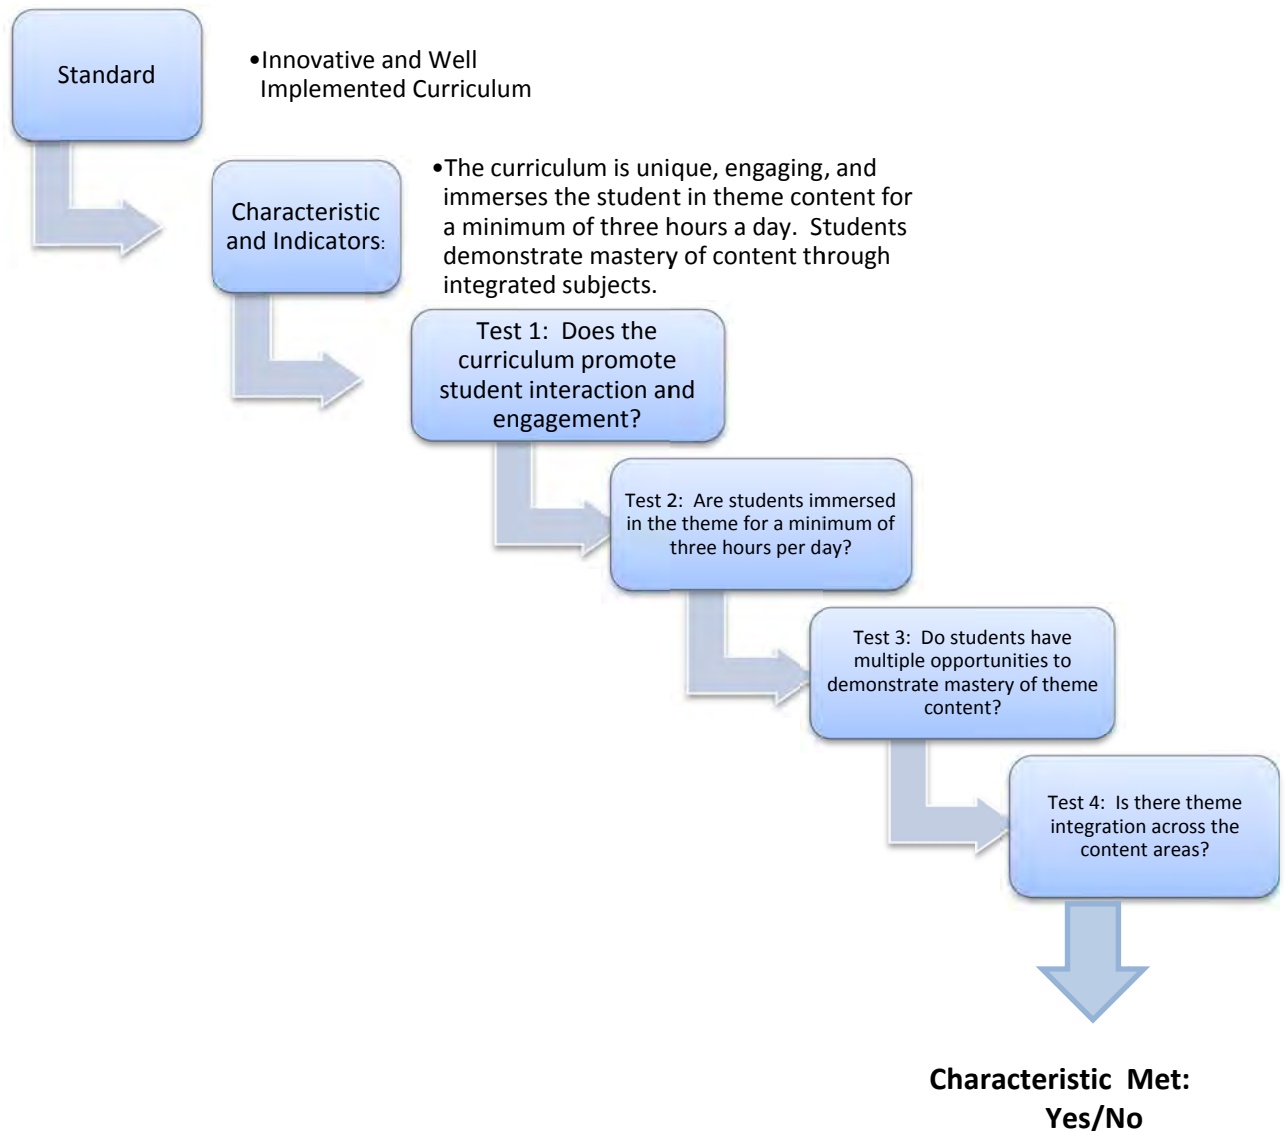 Standard
•Innovative and Well
Implemented Curriculum
Characteristic
and Indicators:
•The curriculum is unique, engaging, and
immerses the student in theme content for
a minimum of three hours a day.  Students
demonstrate mastery of content through
integrated subjects.
Test 1:  Does the
curriculum promote
student interaction and
engagement?
Test 2:  Are students immersed
in the theme for a minimum of
three hours per day?
Test 3:  Do students have
multiple opportunities to
demonstrate mastery of theme
content?
Test 4:  Is there theme
integration across the
content areas?
Characteristic  Met:
Yes/No